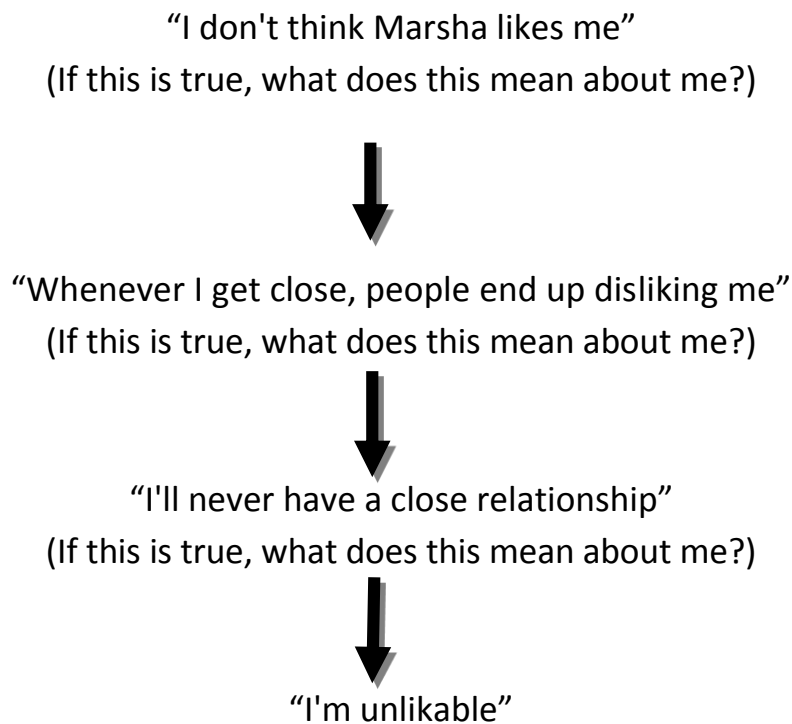 “I don't think Marsha likes me”
(If this is true, what does this mean about me?)
“Whenever I get close, people end up disliking me”
(If this is true, what does this mean about me?)
“I'll never have a close relationship”
(If this is true, what does this mean about me?)
“I'm unlikable”